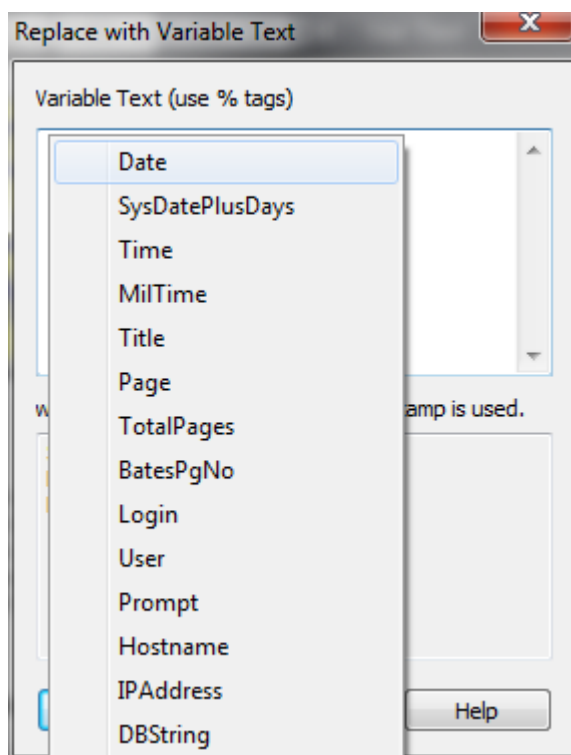 Replace with Variable Text
Variable Text (use % tags)
Date
SysDatePlusDays
Time
MilTime
Title
Page
TotalPages
BatesPgNo
Login
User
Prompt
Hostname
IPAddress
DBString
is used.
Help